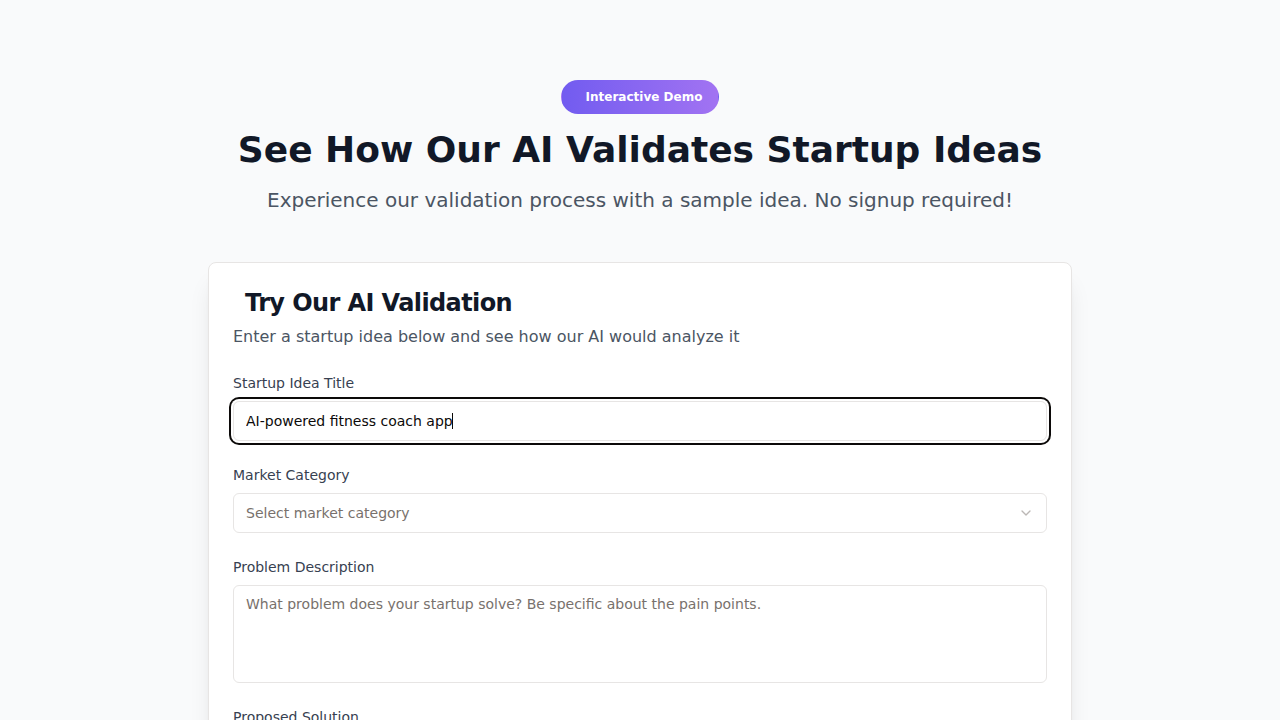 Interactive Demo
See How Our AI Validates Startup Ideas
Experience our validation process with a sample idea. No signup required!
Try Our AI Validation
Enter a startup idea below and see how our AI would analyze it
Startup Idea Title
AI-powered fitness coach app
Market Category
Select market category
Problem Description
What problem does your startup solve? Be specific about the pain points.
Proposed Solution